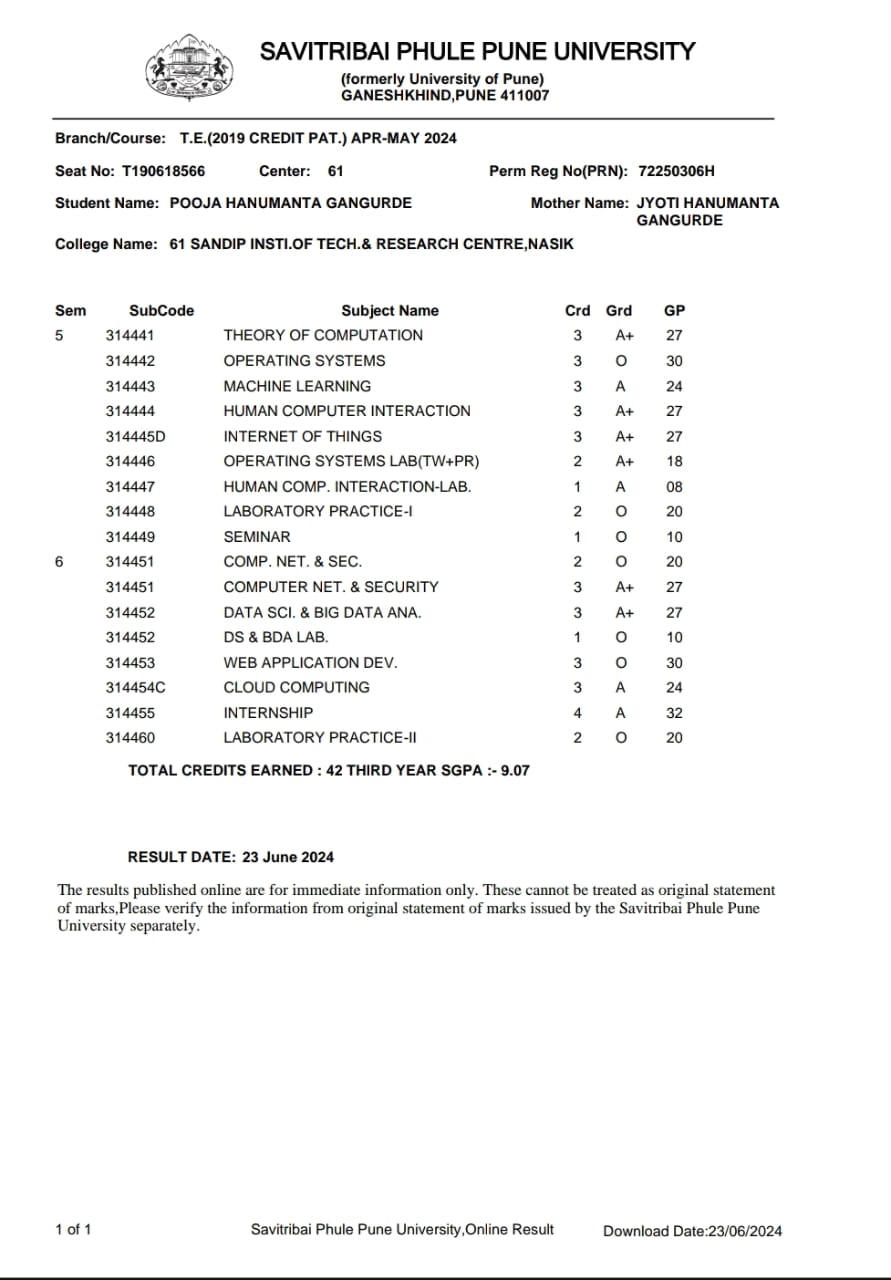 SAVITRIBAI PHULE PUNE UNIVERSITY
(formerly University of Pune)
GANESHKHIND,PUNE 411007
Branch/Course: T.E.(2019 CREDIT PAT.) APR-MAY 2024
Seat No: T190618566 Center: 61 Perm Reg No(PRN): 72250306H
Student Name: POOJA HANUMANTA GANGURDE Mother Name: JYOTI HANUMANTA
GANGURDE
College Name: 61 SANDIP INSTI.OF TECH.& RESEARCH CENTRE,NASIK
Sem SubCode Subject Name Crd Grd GP
5 314441 THEORY OF COMPUTATION 3 A+ 27
314442 OPERATING SYSTEMS 3 O 30
314443 MACHINE LEARNING 3 A 24
314444 HUMAN COMPUTER INTERACTION 3 A+ 27
314445D INTERNET OF THINGS 3 A+ 27
314446 OPERATING SYSTEMS LAB(TW+PR) 2 A+ 18
314447 HUMAN COMP. INTERACTION-LAB. 1 A 08
314448 LABORATORY PRACTICE-I 2 O 20
314449 SEMINAR 1 O 10
6 314451 COMP. NET. & SEC. 2 O 20
314451 COMPUTER NET. & SECURITY 3 A+ 27
314452 DATA SCI. & BIG DATA ANA. 3 A+ 27
314452 DS & BDA LAB. 1 O 10
314453 WEB APPLICATION DEV. 3 O 30
314454C CLOUD COMPUTING 3 A 24
314455 INTERNSHIP 4 A 32
314460 LABORATORY PRACTICE-II 2 O 20
TOTAL CREDITS EARNED : 42 THIRD YEAR SGPA :- 9.07
RESULT DATE: 23 June 2024
The results published online are for immediate information only. These cannot be treated as original statement
of marks,Please verify the information from original statement of marks issued by the Savitribai Phule Pune
University separately.
1 of 1 Savitribai Phule Pune University,Online Result Download Date:23/06/2024